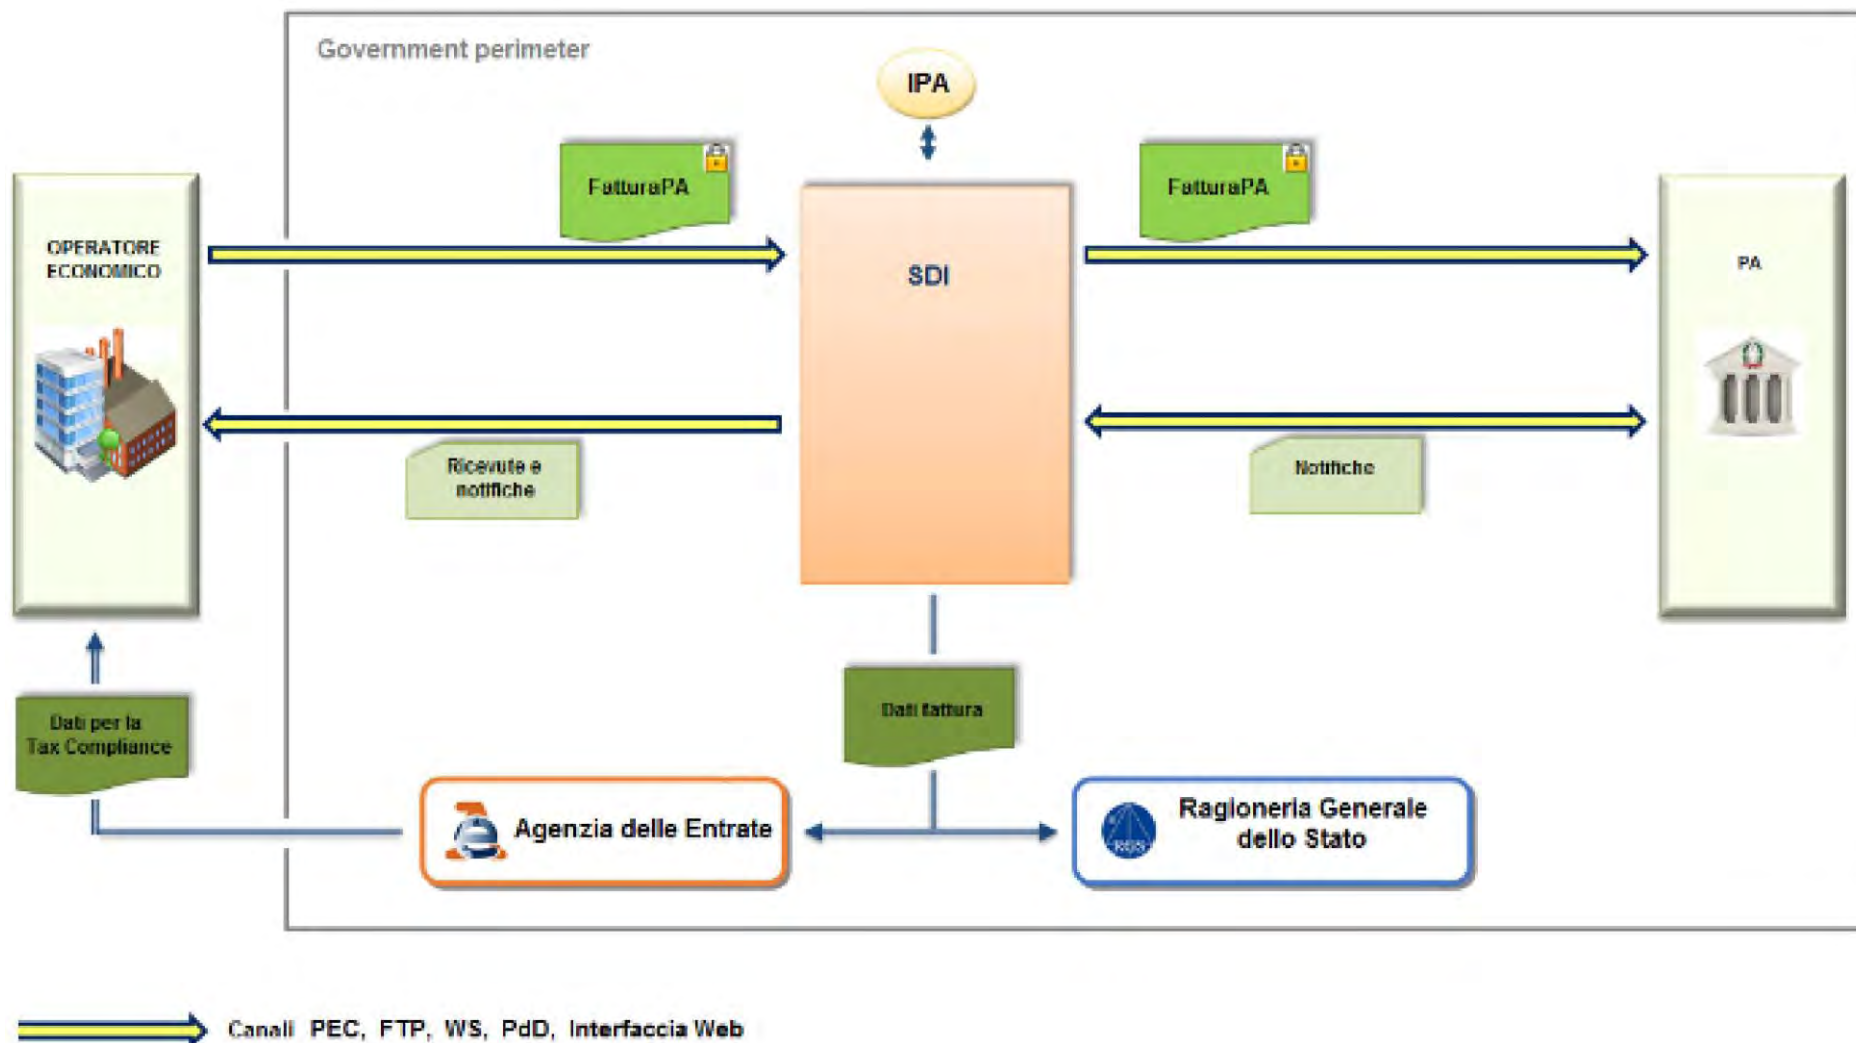 Government perimeter
IPA
FatturaPA
FatturaPA
OPERATORE
ECONOMICO
SDI
PA
Ricevute e
notifiche
Notifiche
Dati per la
Tax Compliance
Dati fattura
Agenzia delle Entrate
Ragioneria Generale
dello Stato
RGS
Canali PEC, FTP, WS, PdD, Interfaccia Web